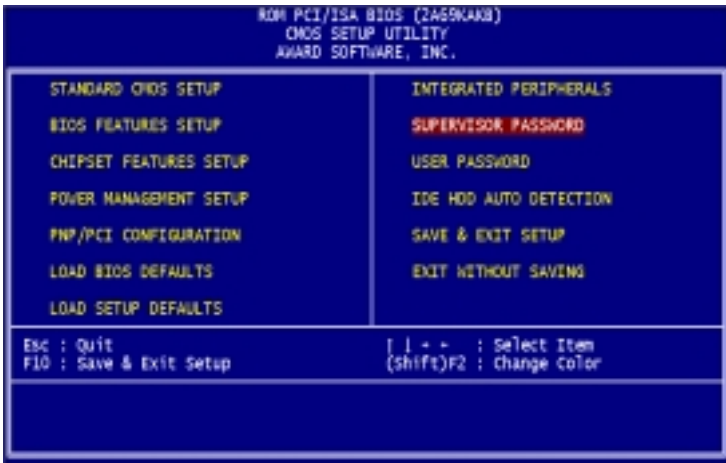 ROM PCI/ISA BIOS (2A69KAKB)
CMOS SETUP UTILITY
AWARD SOFTWARE, INC.
STANDARD CMOS SETUP
BIOS FEATURES SETUP
CHIPSET FEATURES SETUP
POWER MANAGEMENT SETUP
PNP/PCI CONFIGURATION
LOAD BIOS DEFAULTS
LOAD SETUP DEFAULTS
INTEGRATED PERIPHERALS
SUPERVISOR PASSWORD
USER PASSWORD
IDE HDD AUTO DETECTION
SAVE & EXIT SETUP
EXIT WITHOUT SAVING
Esc : Quit
F10 : Save & Exit Setup
: Select Item
(Shift)F2 : Change Color